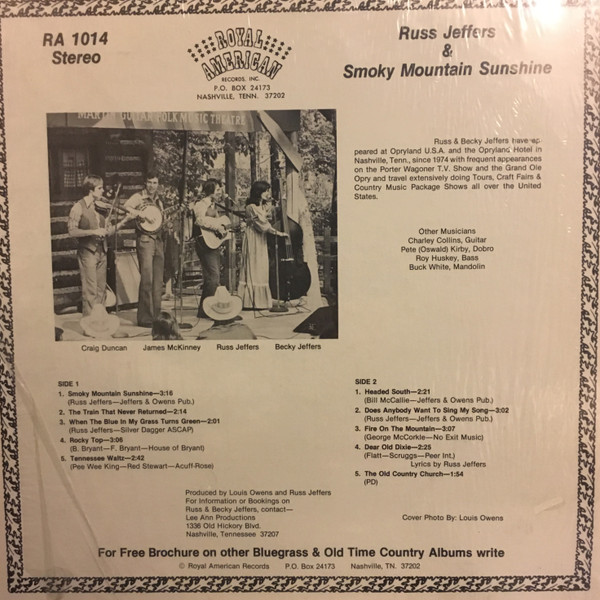 RA 1014
Stereo
ROYAL
AMERICAN
RECORDS, INC.
P.O. BOX 24173
NASHVILLE, TENN. 37202
Russ Jeffers
&
Smoky Mountain Sunshine
MARTIN GUITAR FOLK MUSIC THEATRE
Russ & Becky Jeffers have ap-
peared at Opryland U.S.A. and the Opryland Hotel in
Nashville, Tenn., since 1974 with frequent appearances
on the Porter Wagoner T.V. Show and the Grand Ole
Opry and travel extensively doing Tours, Craft Fairs &
Country Music Package Shows all over the United
States.
Other Musicians
Charley Collins, Guitar
Pete (Oswald) Kirby, Dobro
Roy Huskey, Bass
Buck White, Mandolin
Craig Duncan James McKinney Russ Jeffers Becky Jeffers
SIDE 1
1. Smoky Mountain Sunshine—3:16
(Russ Jeffers—Jeffers & Owens Pub.)
2. The Train That Never Returned—2:14
3. When The Blue In My Grass Turns Green—2:01
(Russ Jeffers—Silver Dagger ASCAP)
4. Rocky Top—3:06
(B. Bryant—F. Bryant—House of Bryant)
5. Tennessee Waltz—2:42
(Pee Wee King—Red Stewart—Acuff-Rose)
SIDE 2
1. Headed South—2:21
(Bill McCallie—Jeffers & Owens Pub.)
2. Does Anybody Want To Sing My Song—3:02
(Russ Jeffers—Jeffers & Owens Pub.)
3. Fire On The Mountain—3:07
(George McCorkle—No Exit Music)
4. Dear Old Dixie—2:25
(Flatt—Scruggs—Peer Int.)
Lyrics by Russ Jeffers
5. The Old Country Church—1:54
(PD)
Produced by Louis Owens and Russ Jeffers
For Information or Bookings on
Russ & Becky Jeffers, contact—
Lee Ann Productions
1336 Old Hickory Blvd.
Nashville, Tennessee 37207
Cover Photo By: Louis Owens
For Free Brochure on other Bluegrass & Old Time Country Albums write
© Royal American Records P.O. Box 24173 Nashville, TN. 37202